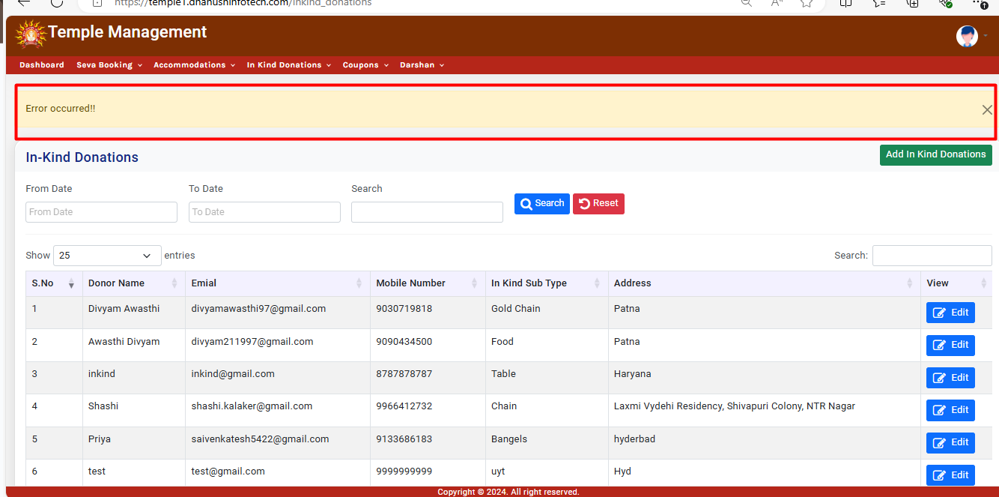 https://temple1.dhanushinfotech.com/inkind_donations
Temple Management
Dashboard Seva Booking Accommodations In Kind Donations Coupons Darshan
Error occurred!!
In-Kind Donations Add In Kind Donations
From Date To Date Search
From Date To Date Search Reset
Show 25 entries Search:
S.No Donor Name Emial Mobile Number In Kind Sub Type Address View
1 Divyam Awasthi divyamawasthi97@gmail.com 9030719818 Gold Chain Patna Edit
2 Awasthi Divyam divyam211997@gmail.com 9090434500 Food Patna Edit
3 inkind inkind@gmail.com 8787878787 Table Haryana Edit
4 Shashi shashi.kalaker@gmail.com 9966412732 Chain Laxmi Vydehi Residency, Shivapuri Colony, NTR Nagar Edit
5 Priya saivenkatesh5422@gmail.com 9133686183 Bangels hyderbad Edit
6 test test@gmail.com 9999999999 uyt Hyd Edit
Copyright © 2024. All right reserved.